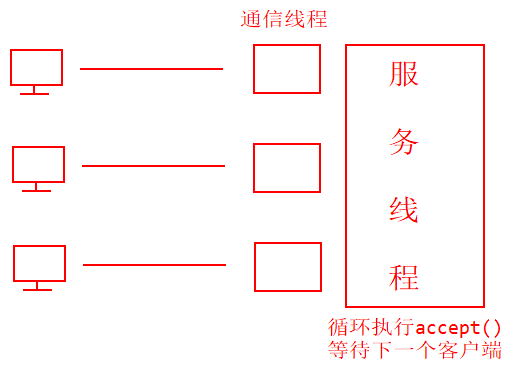 通信线程
服
务
线
程
循环执行accept()
等待下一个客户端